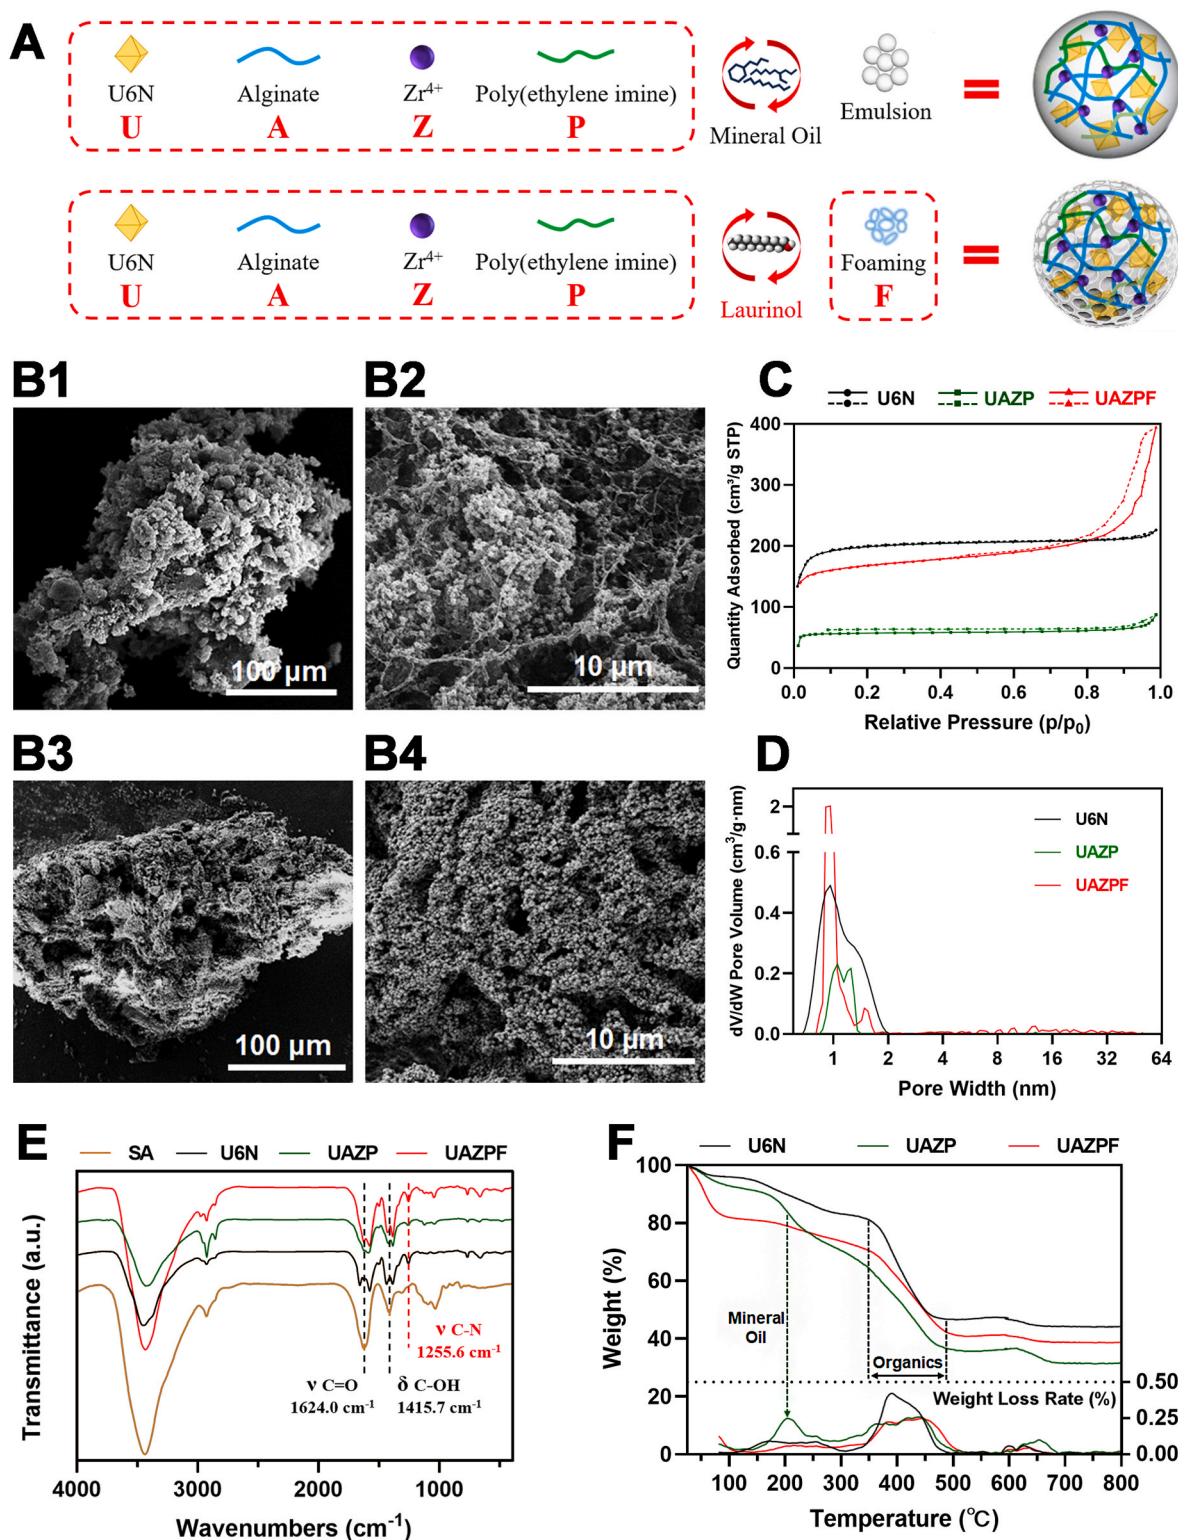 A
U6N Alginate Zr⁴⁺ Poly(ethylene imine) Mineral Oil Emulsion =
U A Z P
U6N Alginate Zr⁴⁺ Poly(ethylene imine) Laurinol Foaming =
U A Z P F
B1
100 µm
B2
10 µm
C
U6N UAZP UAZPF
Quantity Adsorbed (cm³/g STP)
400
300
200
100
0
0.0 0.2 0.4 0.6 0.8 1.0
Relative Pressure (p/p₀)
B3
100 µm
B4
10 µm
D
dV/dW Pore Volume (cm³/g·nm)
2
0.6
0.4
0.2
0.0
U6N
UAZP
UAZPF
1 2 4 8 16 32 64
Pore Width (nm)
E
SA U6N UAZP UAZPF
Transmittance (a.u.)
ν C-N
1255.6 cm⁻¹
ν C=O
1624.0 cm⁻¹
δ C-OH
1415.7 cm⁻¹
4000 3000 2000 1000
Wavenumbers (cm⁻¹)
F
U6N UAZP UAZPF
Weight (%)
100
80
60
40
20
0
Mineral
Oil
Organics
Weight Loss Rate (%)
0.50
0.25
0.00
100 200 300 400 500 600 700 800
Temperature (℃)